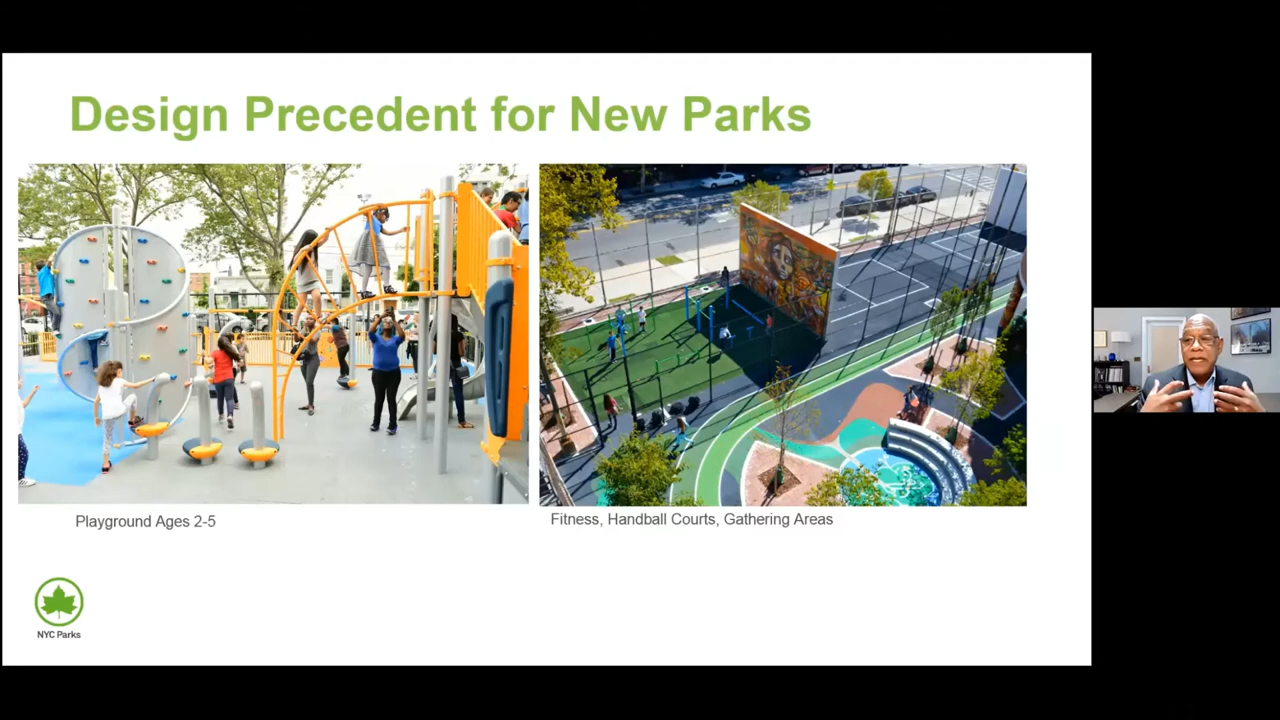 Design Precedent for New Parks
Playground Ages 2-5
Fitness, Handball Courts, Gathering Areas
NYC Parks